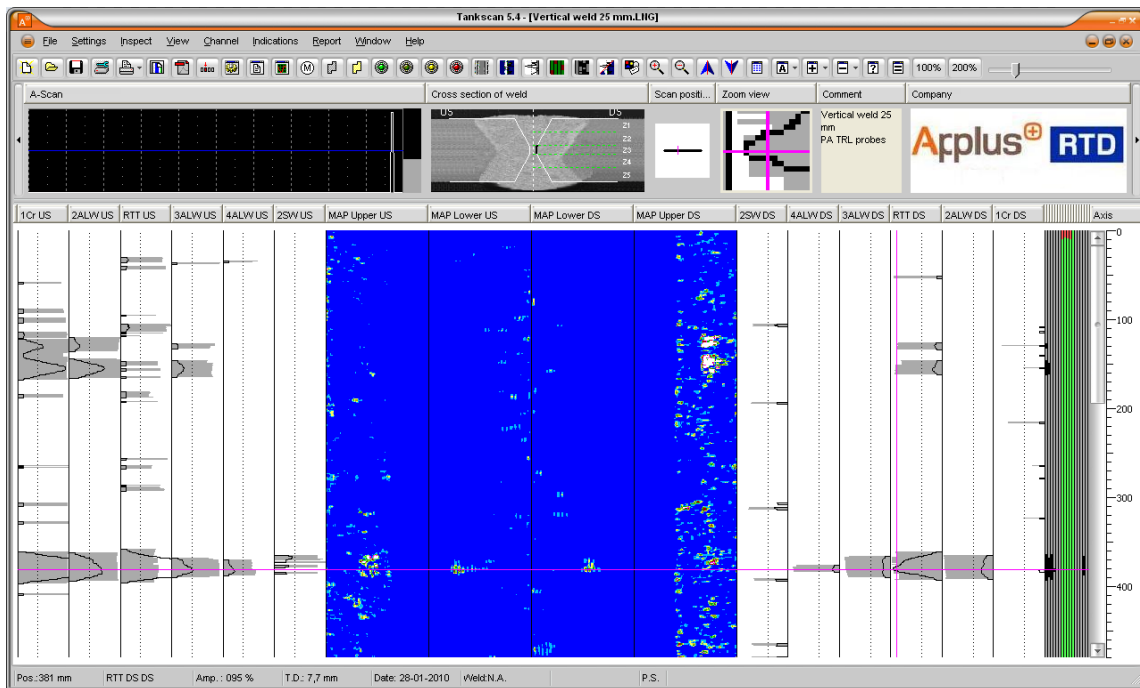 Tankscan 5.4 - [Vertical weld 25 mm.LNG]
File Settings Inspect View Channel Indications Report Window Help
100% 200%
A-Scan Cross section of weld Scan positi... Zoom view Comment Company
US DS
Z1
Z2
Z3
Z4
Z5
Vertical weld 25
mm
PA TRL probes
Applus+ RTD
1Cr US 2ALW US RTT US 3ALW US 4ALW US 2SW US MAP Upper US MAP Lower US MAP Lower DS MAP Upper DS 2SW DS 4ALW DS 3ALW DS RTT DS 2ALW DS 1Cr DS Axis
0
100
200
300
400
Pos.:381 mm RTT DS DS Amp. : 095 % T.D.: 7,7 mm Date: 28-01-2010 Weld:N.A. P.S.